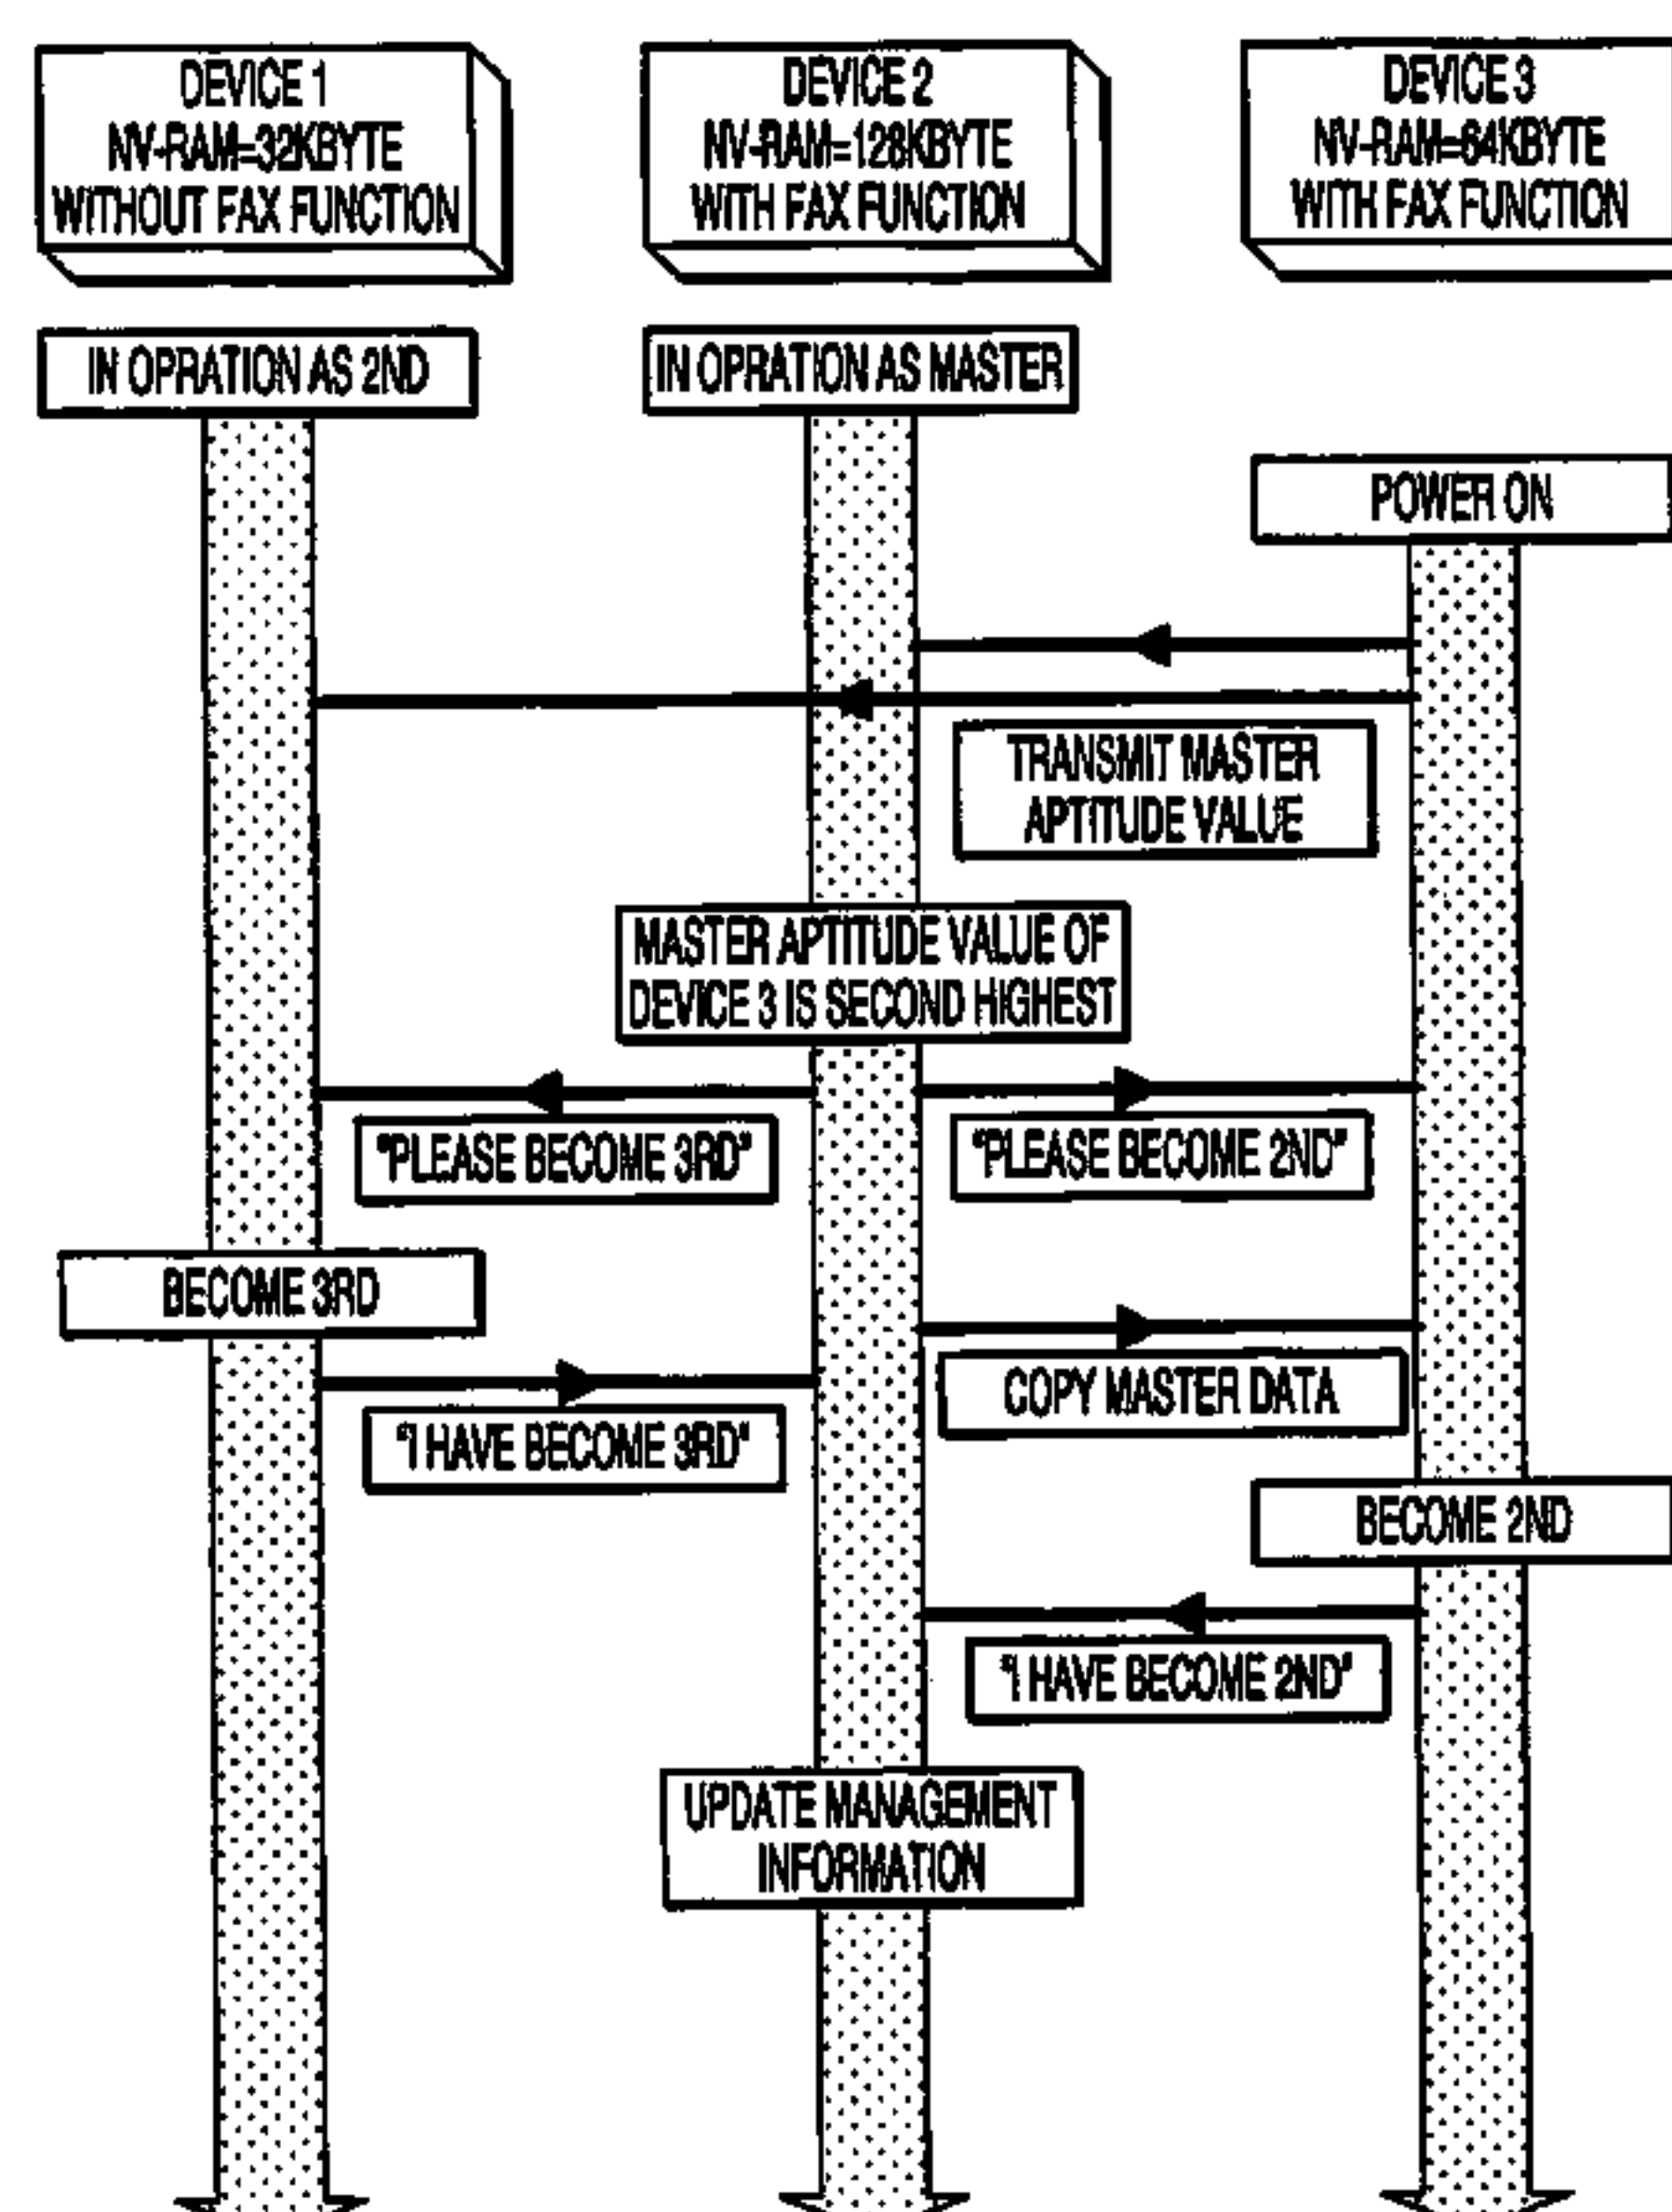 DEVICE 1
NV-RAM=32KBYTE
WITHOUT FAX FUNCTION
DEVICE 2
NV-RAM=128KBYTE
WITH FAX FUNCTION
DEVICE 3
NV-RAM=64KBYTE
WITH FAX FUNCTION
IN OPRATION AS 2ND
IN OPRATION AS MASTER
POWER ON
TRANSMIT MASTER
APTITUDE VALUE
MASTER APTITUDE VALUE OF
DEVICE 3 IS SECOND HIGHEST
"PLEASE BECOME 3RD"
"PLEASE BECOME 2ND"
BECOME 3RD
COPY MASTER DATA
"I HAVE BECOME 3RD"
BECOME 2ND
"I HAVE BECOME 2ND"
UPDATE MANAGEMENT
INFORMATION